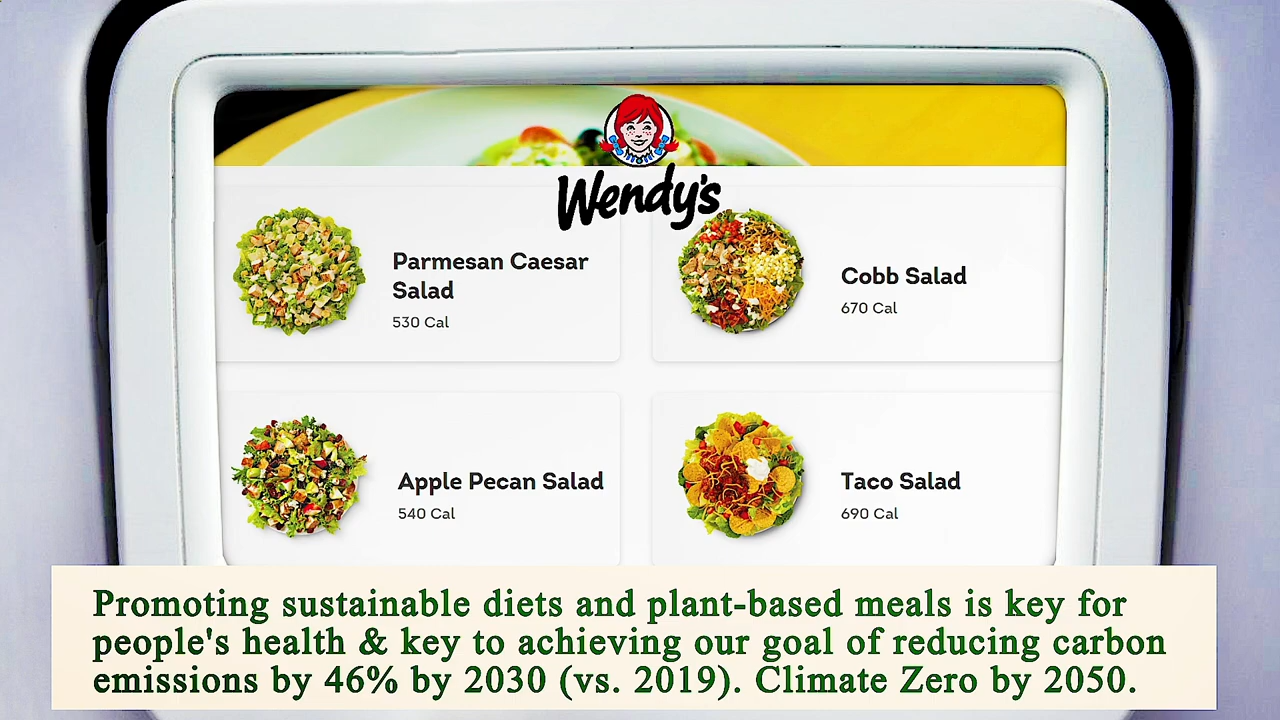 Wendy's
Parmesan Caesar
Salad
530 Cal
Cobb Salad
670 Cal
Apple Pecan Salad
540 Cal
Taco Salad
690 Cal
Promoting sustainable diets and plant-based meals is key for
people's health & key to achieving our goal of reducing carbon
emissions by 46% by 2030 (vs. 2019). Climate Zero by 2050.